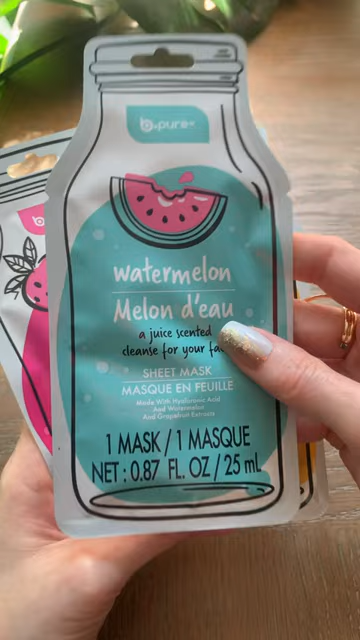 b.pure
watermelon
Melon d'eau
a juice scented
cleanse for your
SHEET MASK
MASQUE EN FEUILLE
Made With Hyaluronic Acid
And Watermelon
And Grapefruit Extracts
1 MASK / 1 MASQUE
NET : 0.87 FL. OZ / 25 mL